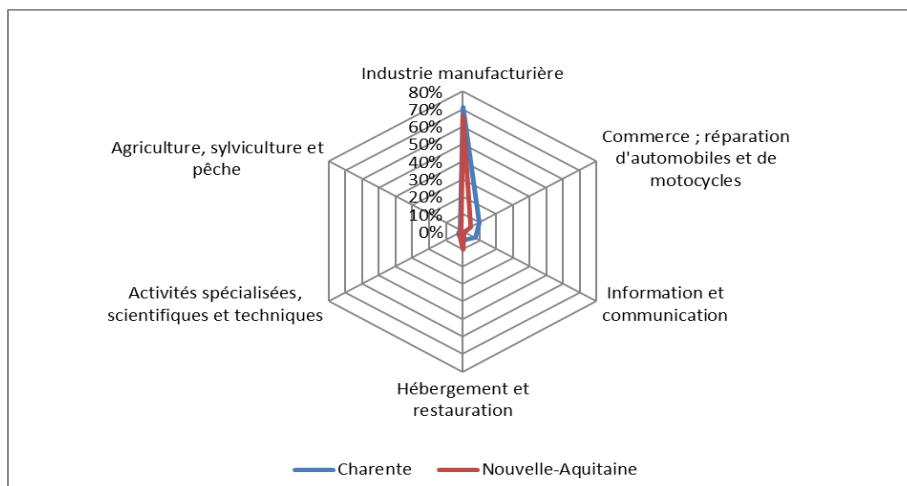 Industrie manufacturière
80%
70%
60%
50%
40%
30%
20%
10%
0%
Commerce ; réparation
d'automobiles et de
motocycles
Information et
communication
Hébergement et
restauration
Activités spécialisées,
scientifiques et techniques
Agriculture, sylviculture et
pêche
Charente
Nouvelle-Aquitaine